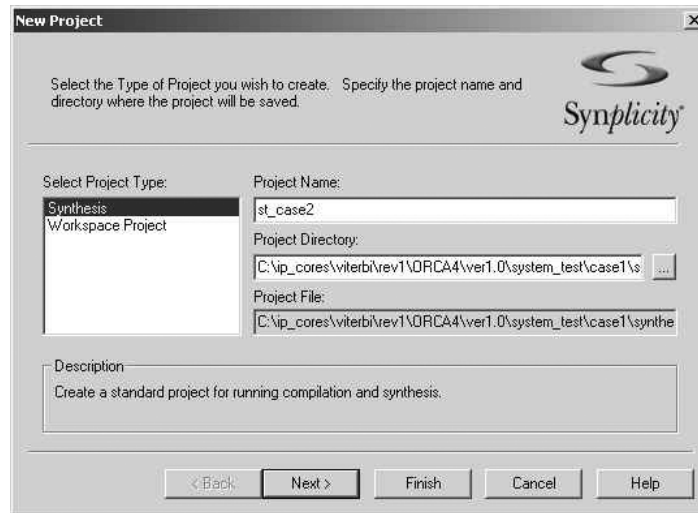 New Project
Select the Type of Project you wish to create. Specify the project name and
directory where the project will be saved.
Synplicity®
Select Project Type:
Synthesis
Workspace Project
Project Name:
st_case2
Project Directory:
C:\ip_cores\viterbi\rev1\ORCA4\ver1.0\system_test\case1\s
...
Project File:
C:\ip_cores\viterbi\rev1\ORCA4\ver1.0\system_test\case1\synthe
Description
Create a standard project for running compilation and synthesis.
< Back
Next >
Finish
Cancel
Help